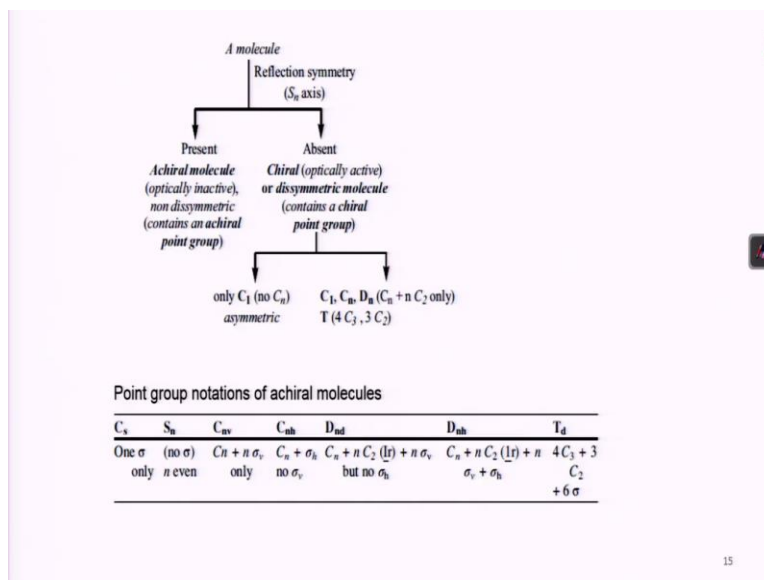 A molecule
Reflection symmetry
(Sₙ axis)
Present
Achiral molecule
(optically inactive),
non dissymmetric
(contains an achiral
point group)
Absent
Chiral (optically active)
or dissymmetric molecule
(contains a chiral
point group)
only C₁ (no Cₙ)
asymmetric
C₁, Cₙ, Dₙ (Cₙ + n C₂ only)
T (4 C₃ , 3 C₂)
Point group notations of achiral molecules
Cₛ Sₙ Cₙᵥ Cₙₕ Dₙd Dₙₕ Td
One σ (no σ) Cn + n σᵥ Cₙ + σₕ Cₙ + n C₂ (lr) + n σᵥ Cₙ + n C₂ (lr) + n 4 C₃ + 3
only n even only no σᵥ but no σₕ σᵥ + σₕ C₂
+ 6 σ
15